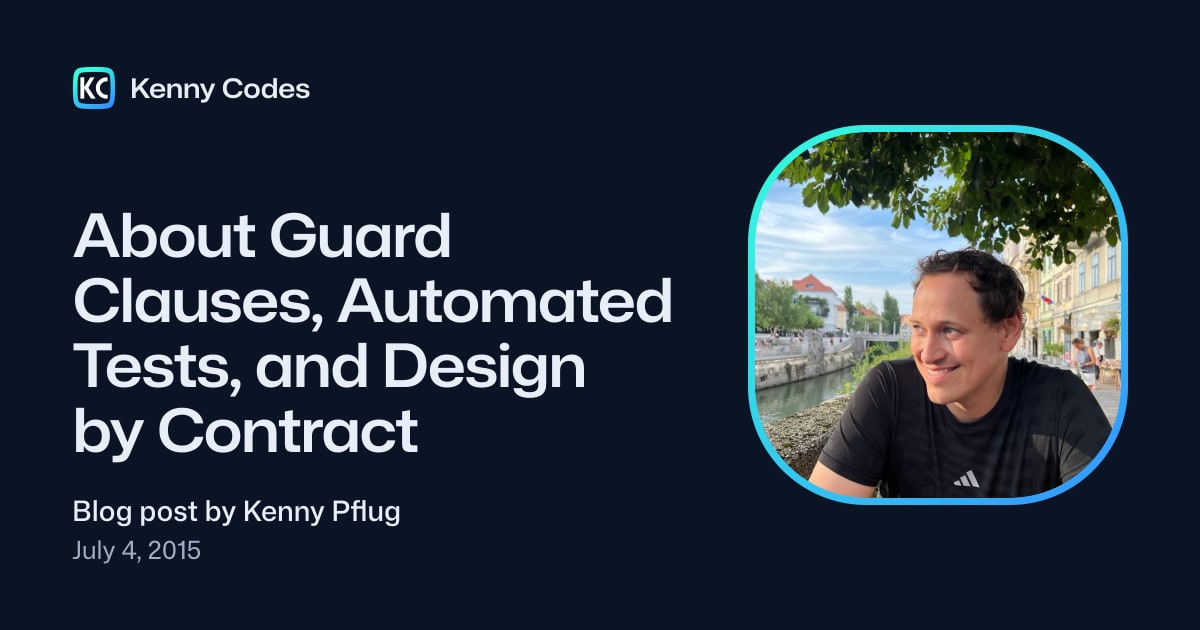 KC Kenny Codes
About Guard
Clauses, Automated
Tests, and Design
by Contract
Blog post by Kenny Pflug
July 4, 2015